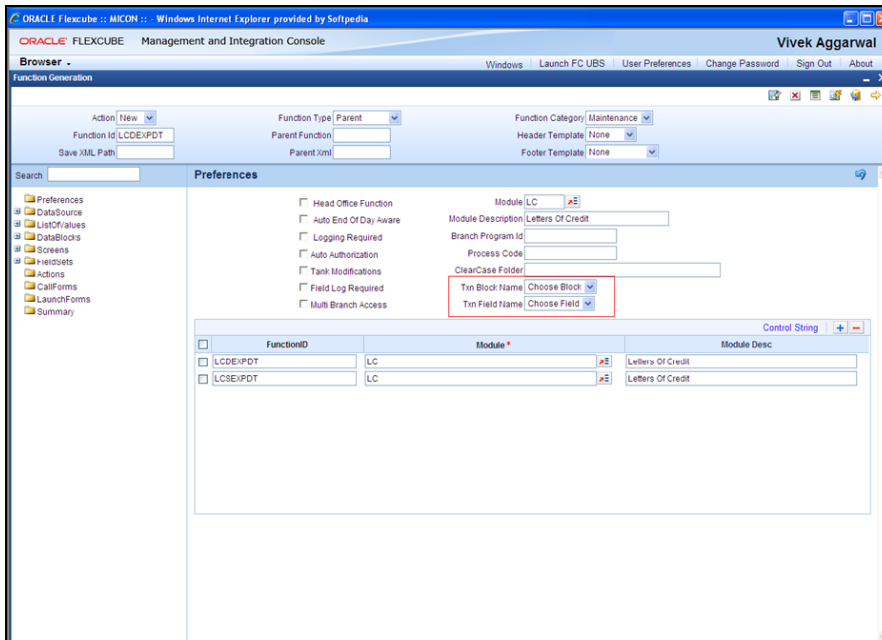 ORACLE Flexcube :: MICON :: - Windows Internet Explorer provided by Softpedia
ORACLE' FLEXCUBE Management and Integration Console
Vivek Aggarwal
Browser
Windows Launch FC UBS User Preferences Change Password Sign Out About
Function Generation
Action New Function Type Parent Function Category Maintenance
Function Id LCDEXPDT Parent Function Header Template None
Save XML Path Parent Xml Footer Template None
Search
Preferences
Preferences
DataSource
ListOfValues
DataBlocks
Screens
FieldSets
Actions
CallForms
LaunchForms
Summary
Head Office Function Module LC
Auto End Of Day Aware Module Description Letters Of Credit
Logging Required Branch Program Id
Auto Authorization Process Code
Tank Modifications ClearCase Folder
Field Log Required Txn Block Name Choose Block
Multi Branch Access Txn Field Name Choose Field
Control String + −
FunctionID Module * Module Desc
LCDEXPDT LC Letters Of Credit
LCSEXPDT LC Letters Of Credit